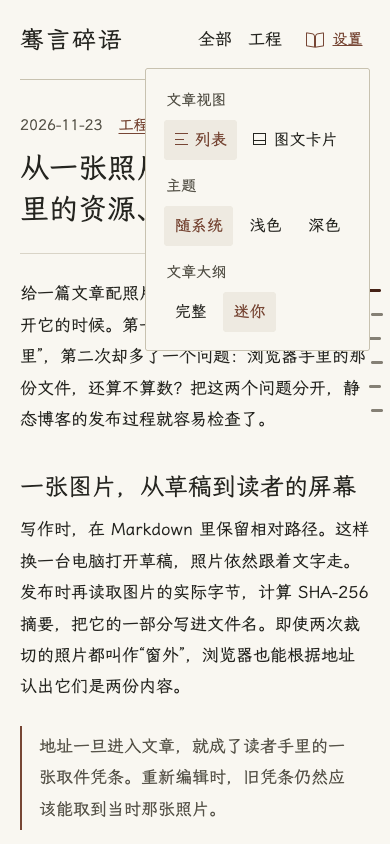 骞言碎语
全部 工程 设置
文章视图
列表 图文卡片
主题
随系统 浅色 深色
文章大纲
完整 迷你
2026-11-23 工程
从一张照片
里的资源、
给一篇文章配照片
开它的时候。第一
里”，第二次却多了一个问题：浏览器手里的那
份文件，还算不算数？把这两个问题分开，静
态博客的发布过程就容易检查了。
一张图片，从草稿到读者的屏幕
写作时，在 Markdown 里保留相对路径。这样
换一台电脑打开草稿，照片依然跟着文字走。
发布时再读取图片的实际字节，计算 SHA-256
摘要，把它的一部分写进文件名。即使两次裁
切的照片都叫作“窗外”，浏览器也能根据地址
认出它们是两份内容。
地址一旦进入文章，就成了读者手里的一
张取件凭条。重新编辑时，旧凭条仍然应
该能取到当时那张照片。